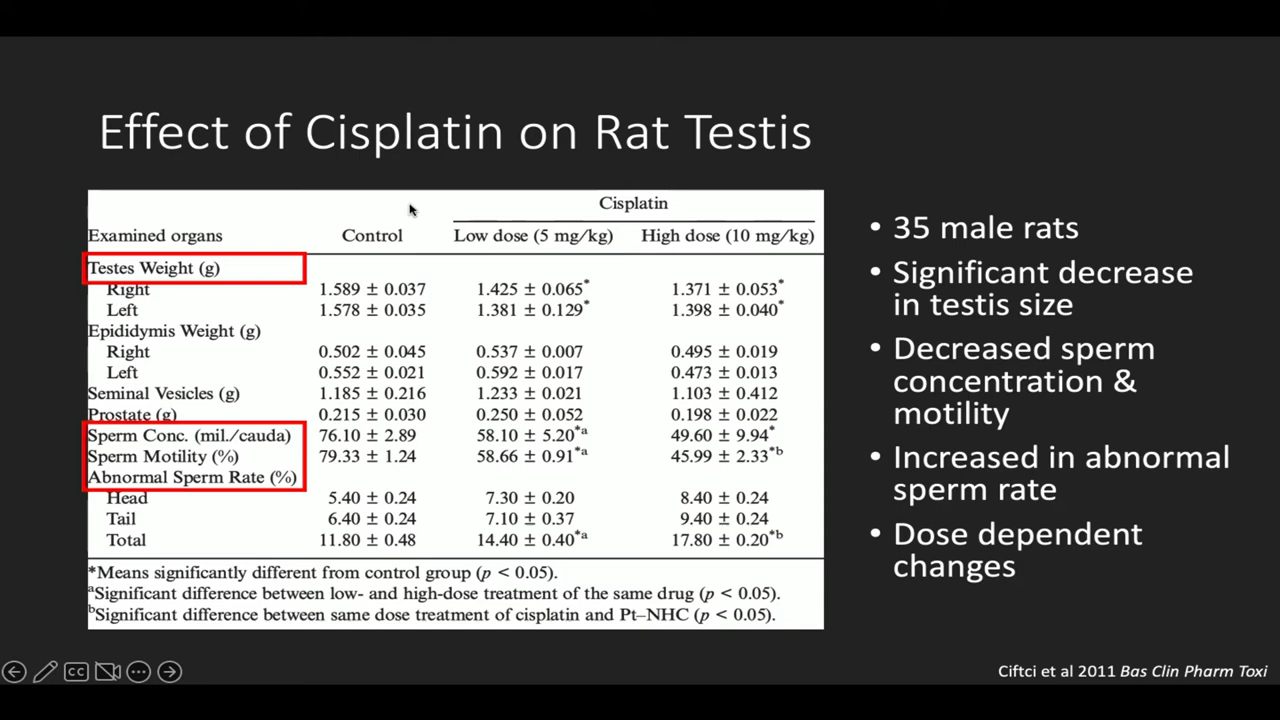 Effect of Cisplatin on Rat Testis
Cisplatin
Examined organs Control Low dose (5 mg/kg) High dose (10 mg/kg)
Testes Weight (g)
Right 1.589 ± 0.037 1.425 ± 0.065* 1.371 ± 0.053*
Left 1.578 ± 0.035 1.381 ± 0.129* 1.398 ± 0.040*
Epididymis Weight (g)
Right 0.502 ± 0.045 0.537 ± 0.007 0.495 ± 0.019
Left 0.552 ± 0.021 0.592 ± 0.017 0.473 ± 0.013
Seminal Vesicles (g) 1.185 ± 0.216 1.233 ± 0.021 1.103 ± 0.412
Prostate (g) 0.215 ± 0.030 0.250 ± 0.052 0.198 ± 0.022
Sperm Conc. (mil./cauda) 76.10 ± 2.89 58.10 ± 5.20*a 49.60 ± 9.94*
Sperm Motility (%) 79.33 ± 1.24 58.66 ± 0.91*a 45.99 ± 2.33*b
Abnormal Sperm Rate (%)
Head 5.40 ± 0.24 7.30 ± 0.20 8.40 ± 0.24
Tail 6.40 ± 0.24 7.10 ± 0.37 9.40 ± 0.24
Total 11.80 ± 0.48 14.40 ± 0.40*a 17.80 ± 0.20*b
*Means significantly different from control group (p < 0.05).
aSignificant difference between low- and high-dose treatment of the same drug (p < 0.05).
bSignificant difference between same dose treatment of cisplatin and Pt–NHC (p < 0.05).
• 35 male rats
• Significant decrease
in testis size
• Decreased sperm
concentration &
motility
• Increased in abnormal
sperm rate
• Dose dependent
changes
CC
Ciftci et al 2011 Bas Clin Pharm Toxi